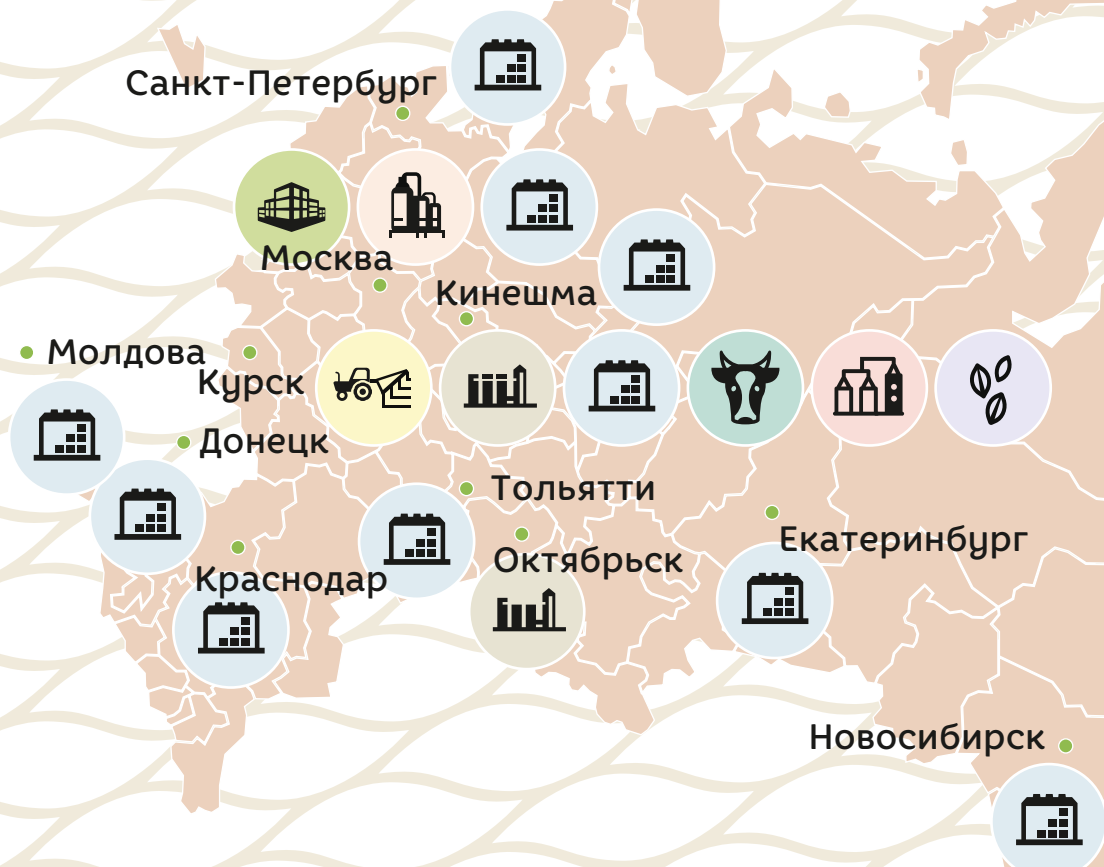 Санкт-Петербург
Москва
Кинешма
Молдова
Курск
Донецк
Тольятти
Екатеринбург
Октябрьск
Краснодар
Новосибирск